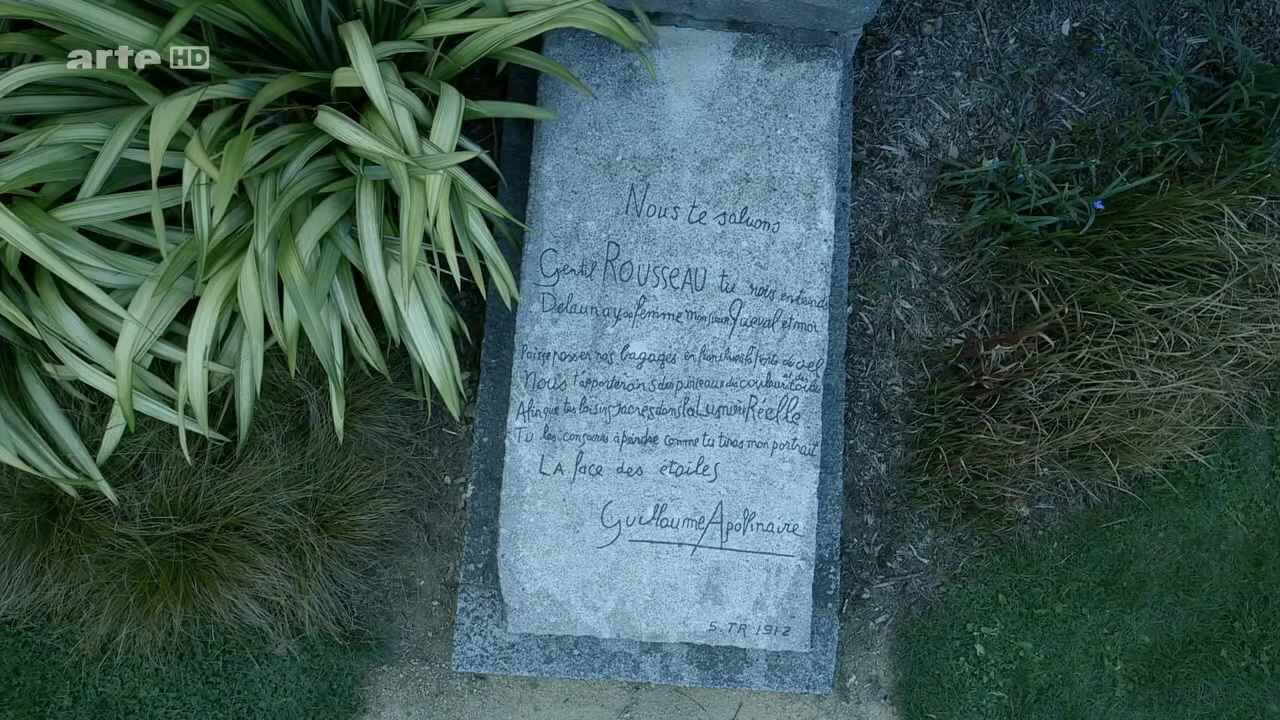 arte HD
Nous te saluons
Gentil ROUSSEAU tu nous entends
Delaunay sa femme Monsieur Queval et moi
Laisse passer nos bagages en franchise à la porte du ciel
Nous t'apporterons des pinceaux des couleurs des toiles
Afin que tes loisirs sacrés dans la Lumière Réelle
Tu les consacres à peindre comme tu tiras mon portrait
LA face des étoiles
Guillaume Apollinaire
S.TR 1912